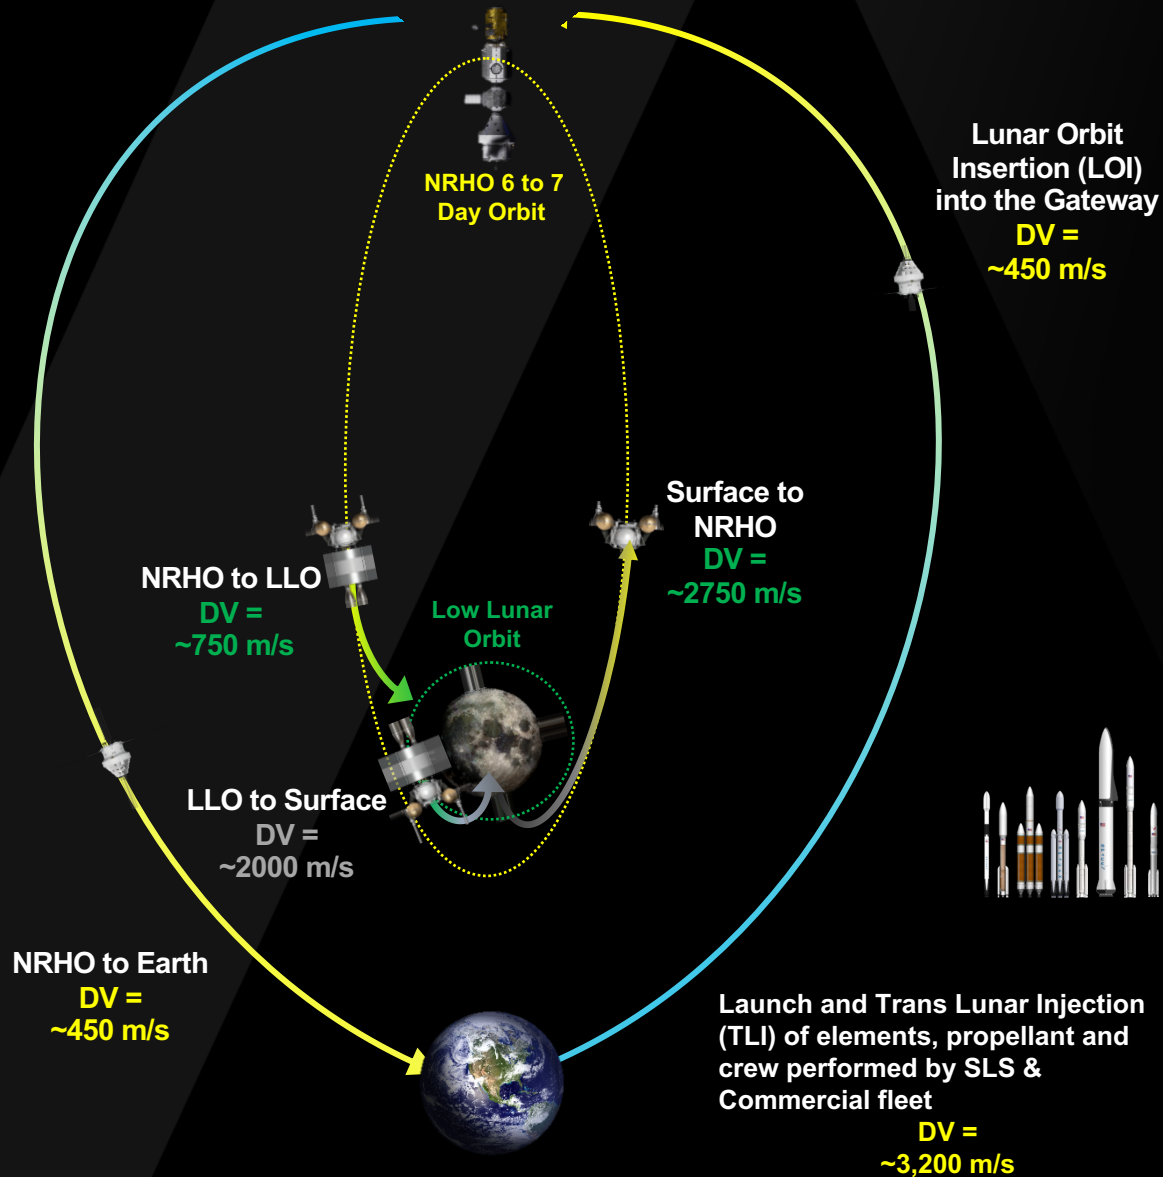 NRHO 6 to 7
Day Orbit
Lunar Orbit
Insertion (LOI)
into the Gateway
DV =
~450 m/s
Surface to
NRHO
DV =
~2750 m/s
NRHO to LLO
DV =
~750 m/s
Low Lunar
Orbit
LLO to Surface
DV =
~2000 m/s
NRHO to Earth
DV =
~450 m/s
Launch and Trans Lunar Injection
(TLI) of elements, propellant and
crew performed by SLS &
Commercial fleet
DV =
~3,200 m/s